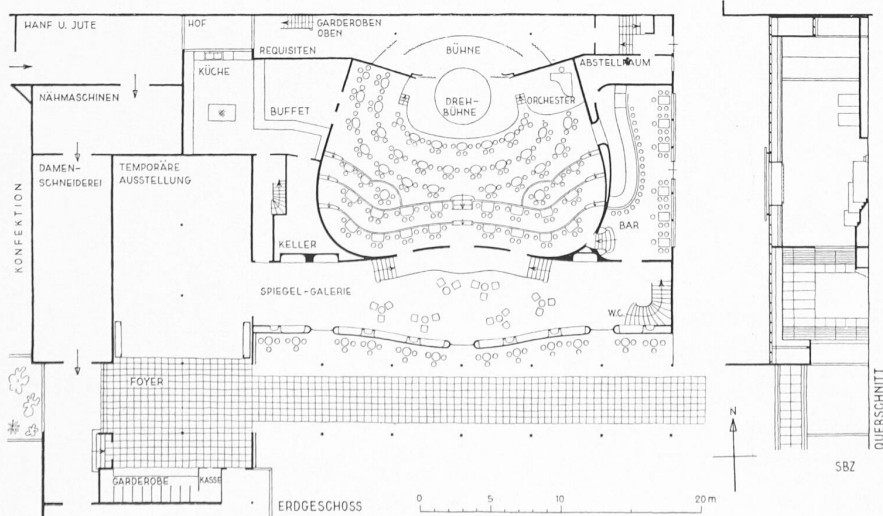 HANF U. JUTE
HOF
GARDEROBEN
OBEN
REQUISITEN
BÜHNE
KÜCHE
ABSTELLRAUM
NÄHMASCHINEN
BUFFET
DREH-
BÜHNE
ORCHESTER
DAMEN-
SCHNEIDEREI
TEMPORÄRE
AUSSTELLUNG
KONFEKTION
KELLER
BAR
SPIEGEL-GALERIE
W.C.
FOYER
GARDEROBE
KASSE
ERDGESCHOSS
0 5 10 20 m
N
QUERSCHNITT
SBZ